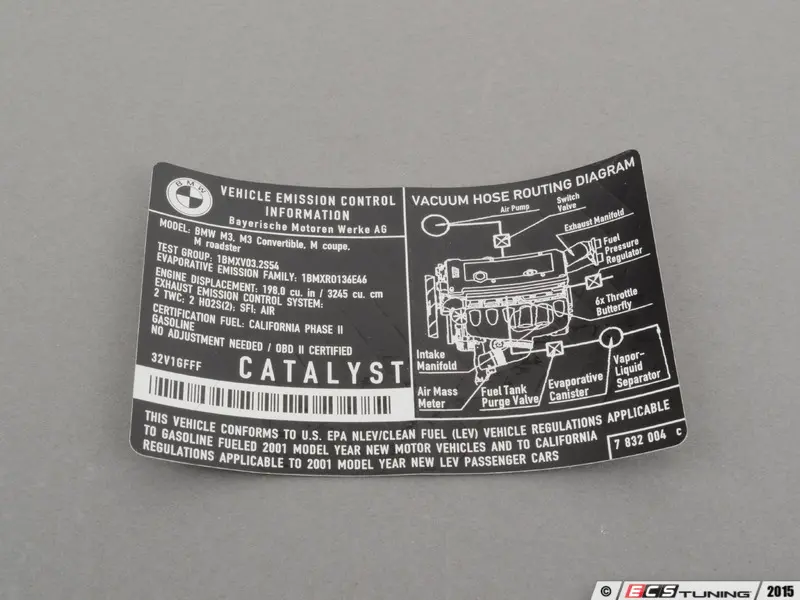 BMW
VEHICLE EMISSION CONTROL
INFORMATION
Bayerische Motoren Werke AG
MODEL: BMW M3, M3 Convertible, M coupe,
M roadster
TEST GROUP: 1BMXV03.2S54
EVAPORATIVE EMISSION FAMILY: 1BMXR0136E46
ENGINE DISPLACEMENT: 198.0 cu. in / 3245 cu. cm
EXHAUST EMISSION CONTROL SYSTEM:
2 TWC; 2 HO2S(2); SFI; AIR
CERTIFICATION FUEL: CALIFORNIA PHASE II
GASOLINE
NO ADJUSTMENT NEEDED / OBD II CERTIFIED
32V1GFFF
CATALYST
VACUUM HOSE ROUTING DIAGRAM
Air Pump
Switch
Valve
Exhaust Manifold
Fuel
Pressure
Regulator
6x Throttle
Butterfly
Intake
Manifold
Air Mass
Meter
Fuel Tank
Purge Valve
Evaporative
Canister
Vapor-
Liquid
Separator
THIS VEHICLE CONFORMS TO U.S. EPA NLEV/CLEAN FUEL (LEV) VEHICLE REGULATIONS APPLICABLE
TO GASOLINE FUELED 2001 MODEL YEAR NEW MOTOR VEHICLES AND TO CALIFORNIA
REGULATIONS APPLICABLE TO 2001 MODEL YEAR NEW LEV PASSENGER CARS
7 832 004 C
© ECS TUNING 2015